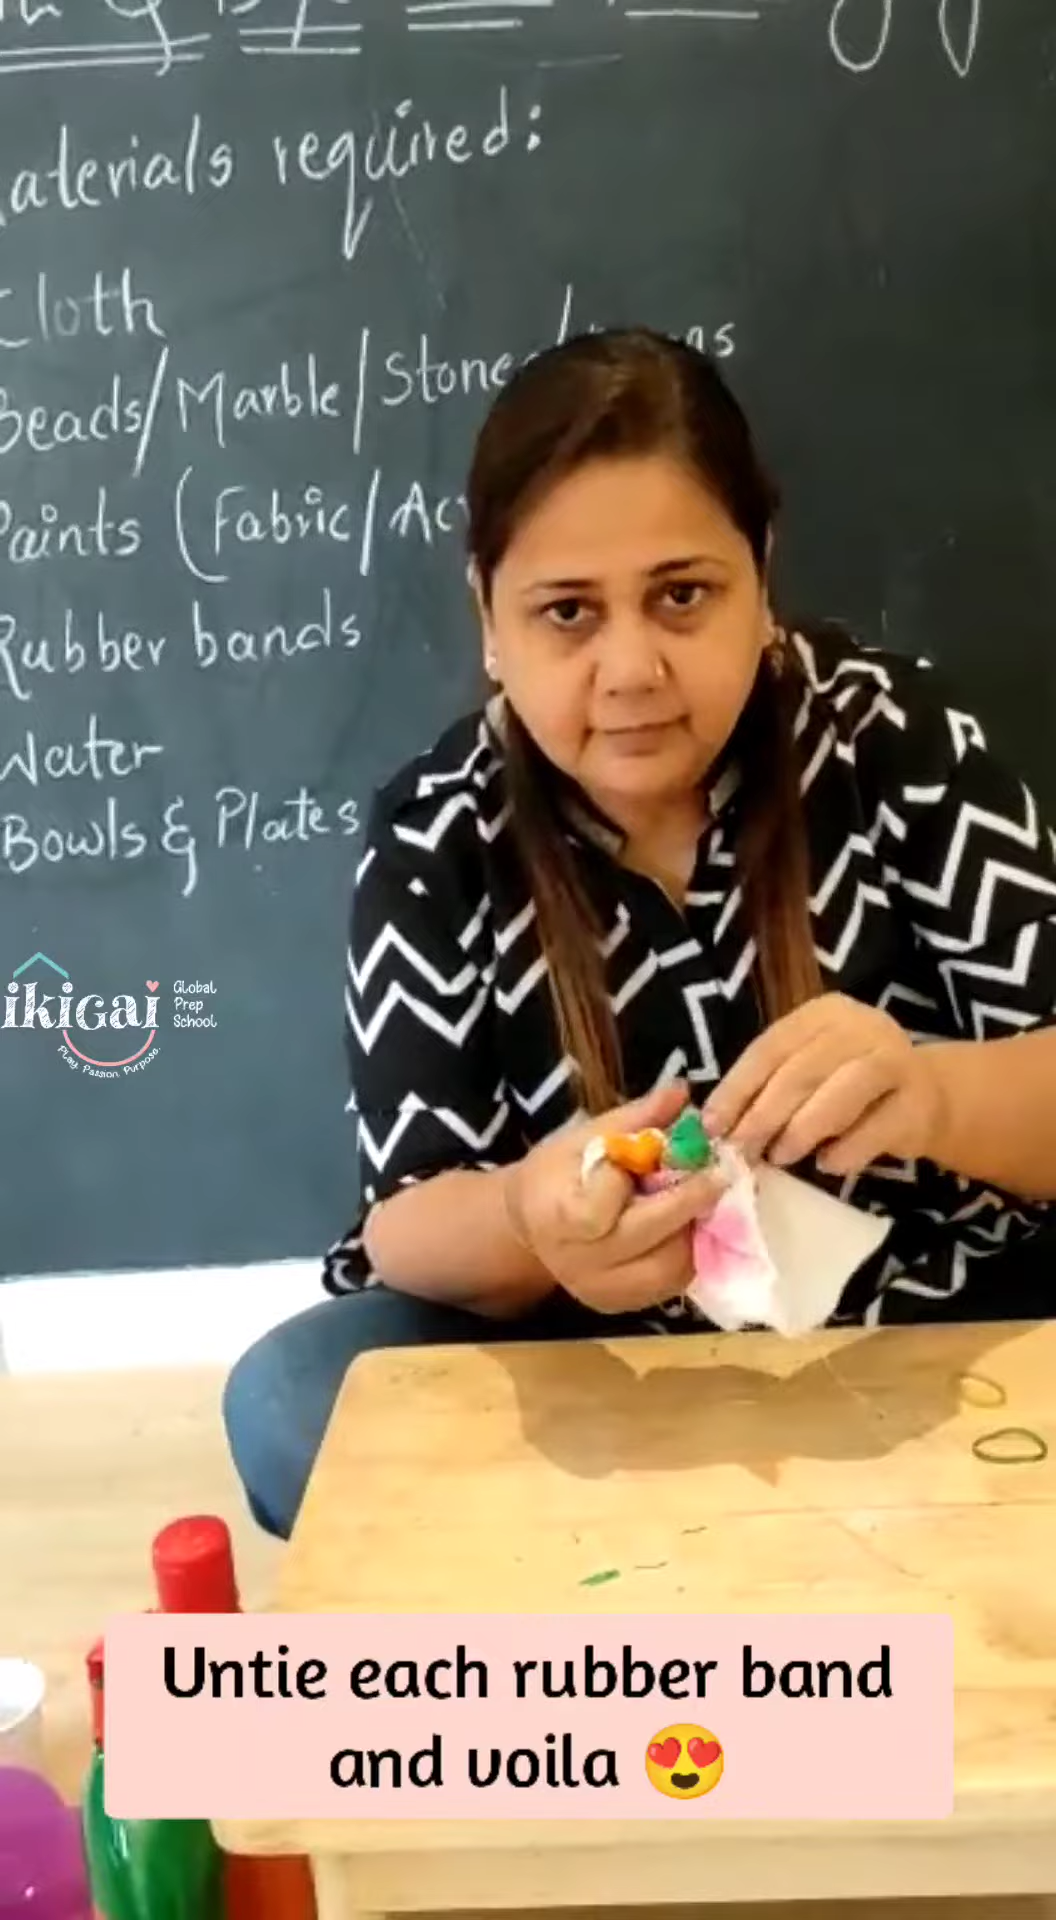 aterials required:
Cloth
Beads/Marble/Stone
Paints (Fabric/Ac
Rubber bands
Water
Bowls & Plates
ikigai Global
Prep
School
Play. Passion. Purpose.
Untie each rubber band
and voila 😍